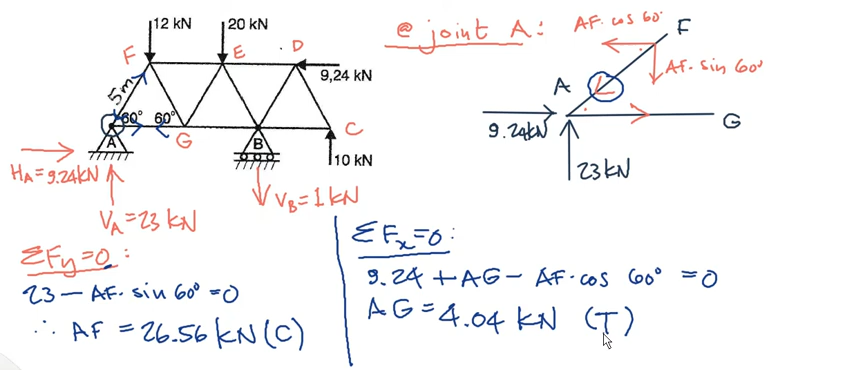 12 kN
20 kN
@ joint A:
AF. cos 60°
F
F
E
D
9,24 kN
AF. sin 60°
5m
A
60°
60°
G
A
G
B
C
9.24kN
10 kN
23 kN
HA = 9.24kN
VB = 1 kN
VA = 23 kN
ΣFy=0:
ΣFx=0:
23 - AF. sin 60° = 0
9.24 + AG - AF. cos 60° = 0
∴ AF = 26.56 kN (C)
AG = 4.04 kN (T)